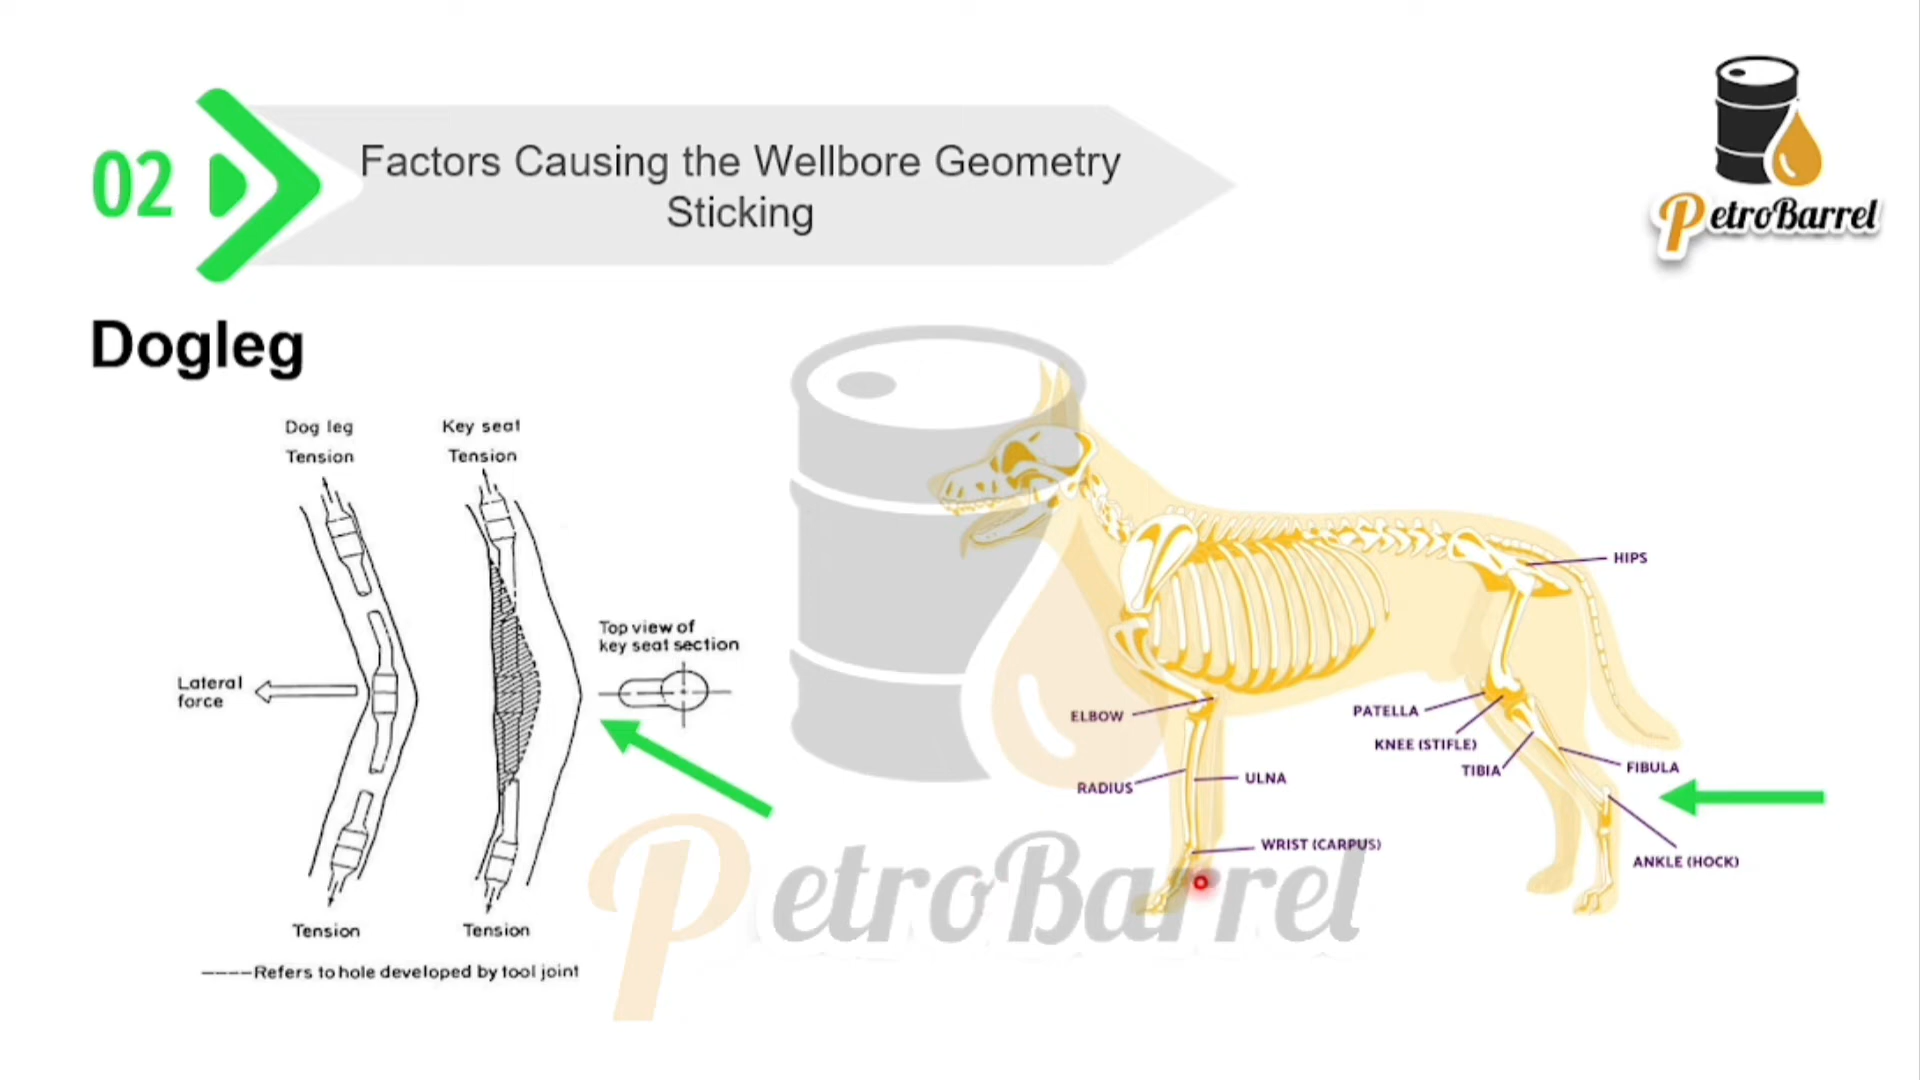 02
Factors Causing the Wellbore Geometry
Sticking
PetroBarrel
Dogleg
Dog leg
Tension
Key seat
Tension
Top view of
key seat section
Lateral
force
Tension
Tension
----Refers to hole developed by tool joint
HIPS
ELBOW
PATELLA
KNEE (STIFLE)
TIBIA
FIBULA
RADIUS
ULNA
WRIST (CARPUS)
ANKLE (HOCK)
PetroBarrel